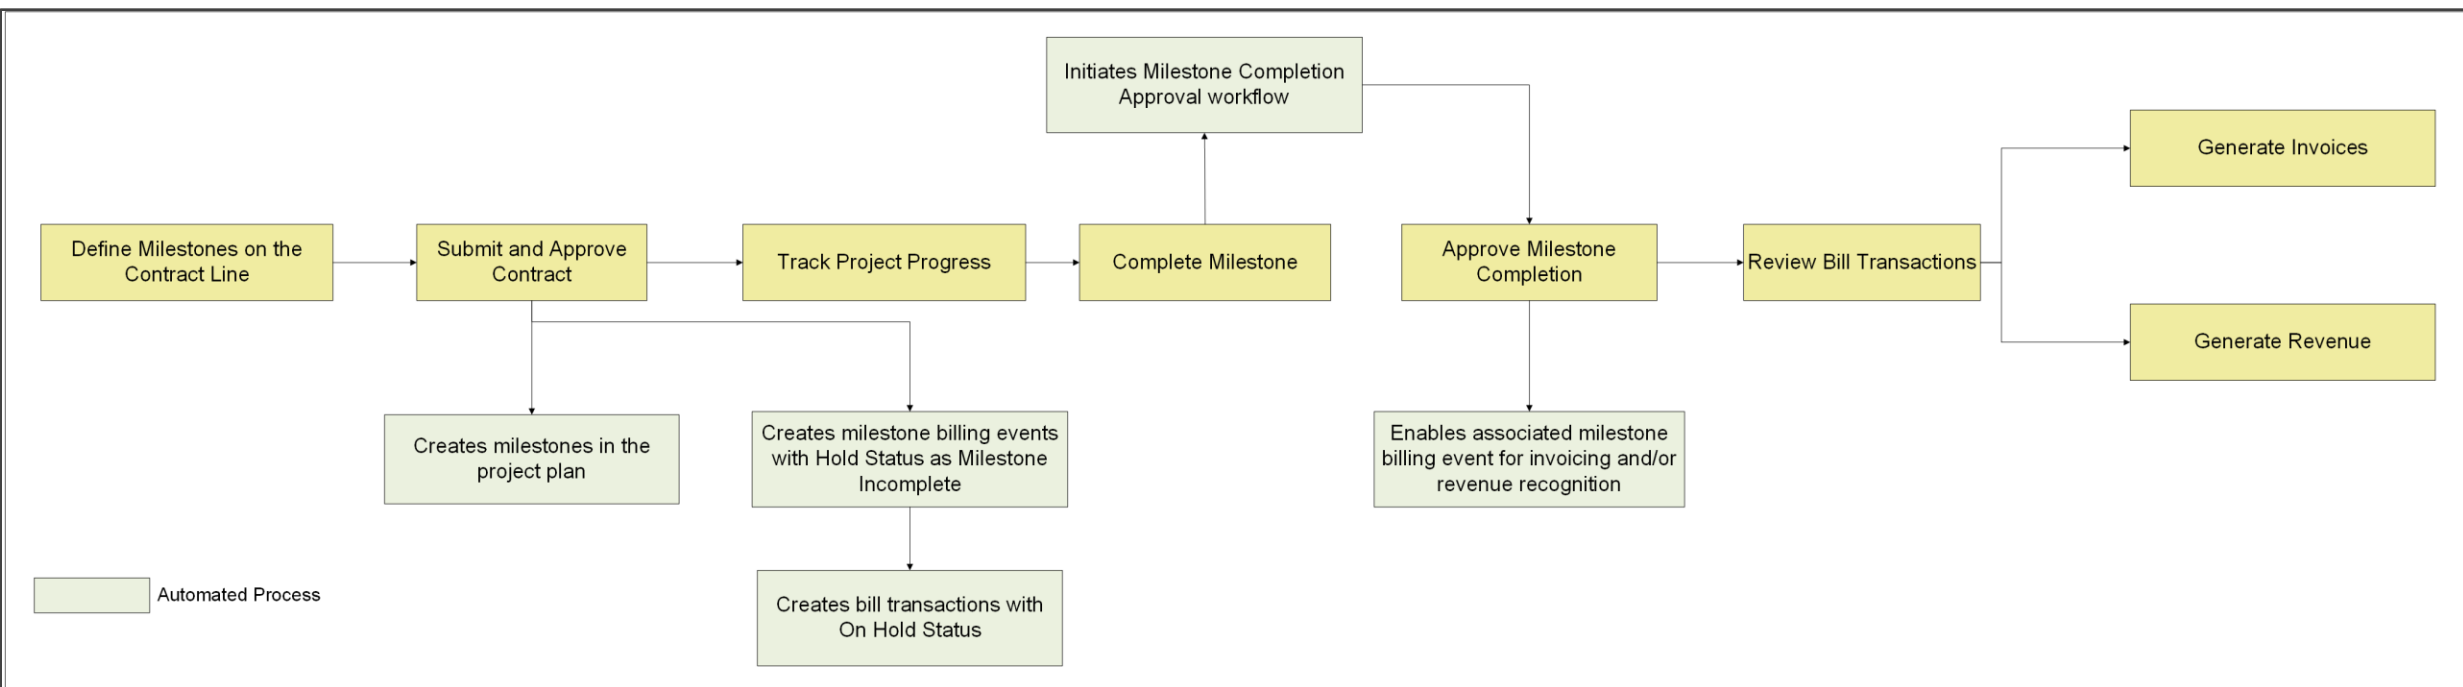 Initiates Milestone Completion
Approval workflow
Generate Invoices
Define Milestones on the
Contract Line
Submit and Approve
Contract
Track Project Progress
Complete Milestone
Approve Milestone
Completion
Review Bill Transactions
Generate Revenue
Creates milestones in the
project plan
Creates milestone billing events
with Hold Status as Milestone
Incomplete
Enables associated milestone
billing event for invoicing and/or
revenue recognition
Automated Process
Creates bill transactions with
On Hold Status